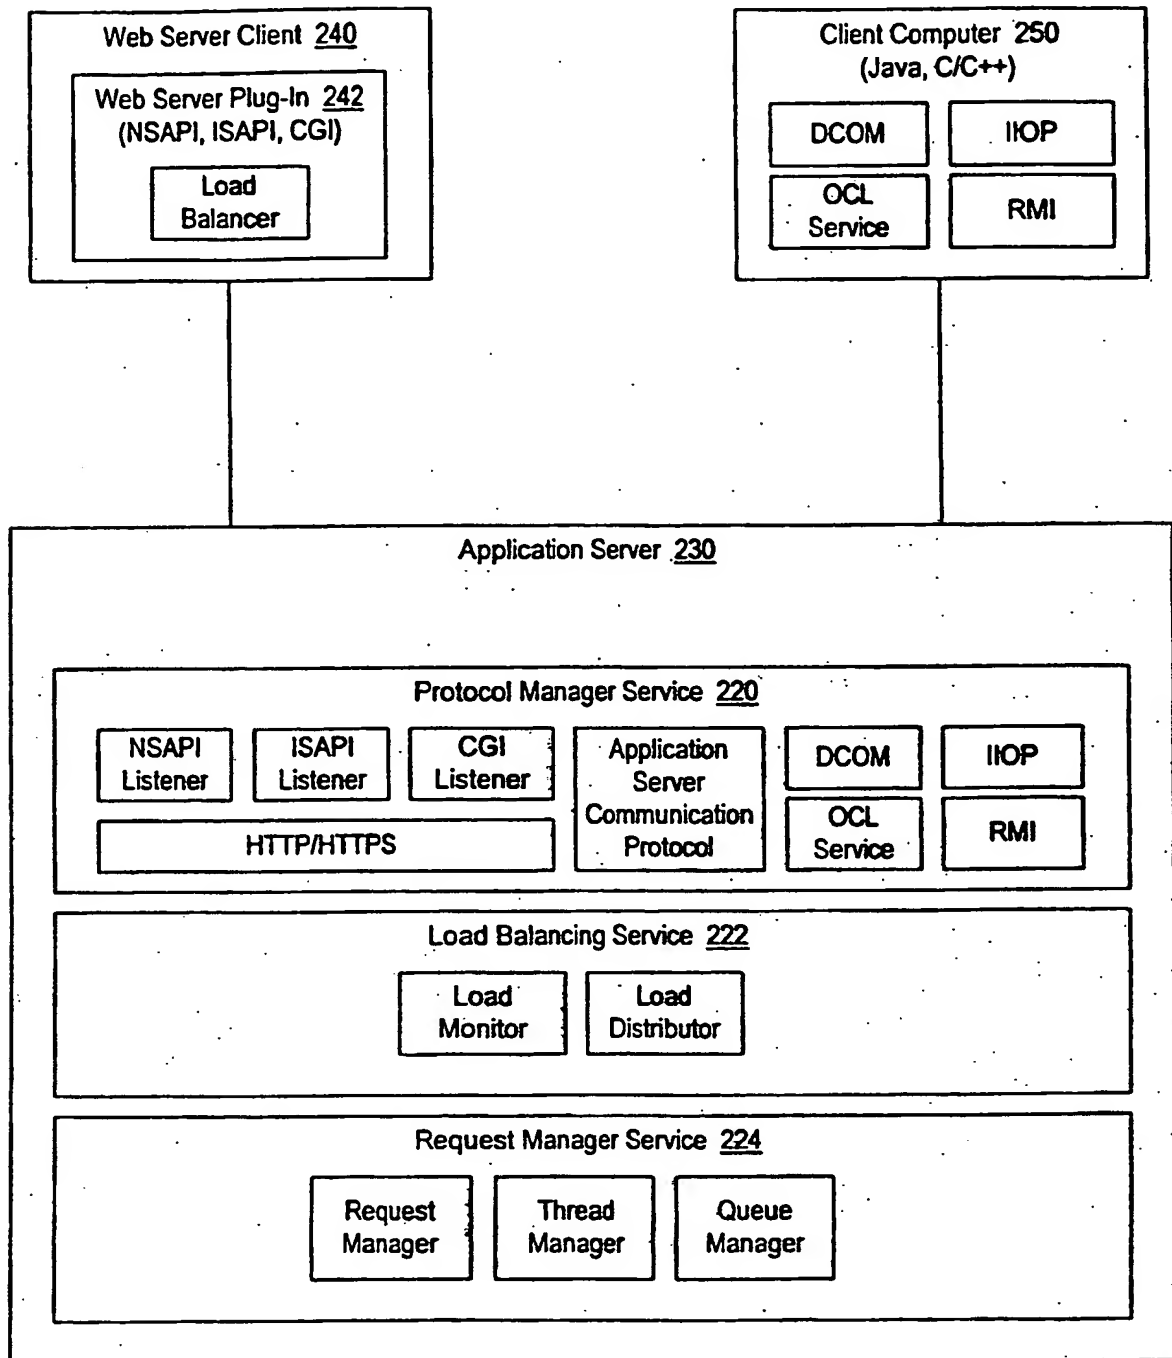 Web Server Client 240
Web Server Plug-In 242
(NSAPI, ISAPI, CGI)
Load
Balancer
Client Computer 250
(Java, C/C++)
DCOM
IIOP
OCL
Service
RMI
Application Server 230
Protocol Manager Service 220
NSAPI
Listener
ISAPI
Listener
CGI
Listener
HTTP/HTTPS
Application
Server
Communication
Protocol
DCOM
IIOP
OCL
Service
RMI
Load Balancing Service 222
Load
Monitor
Load
Distributor
Request Manager Service 224
Request
Manager
Thread
Manager
Queue
Manager